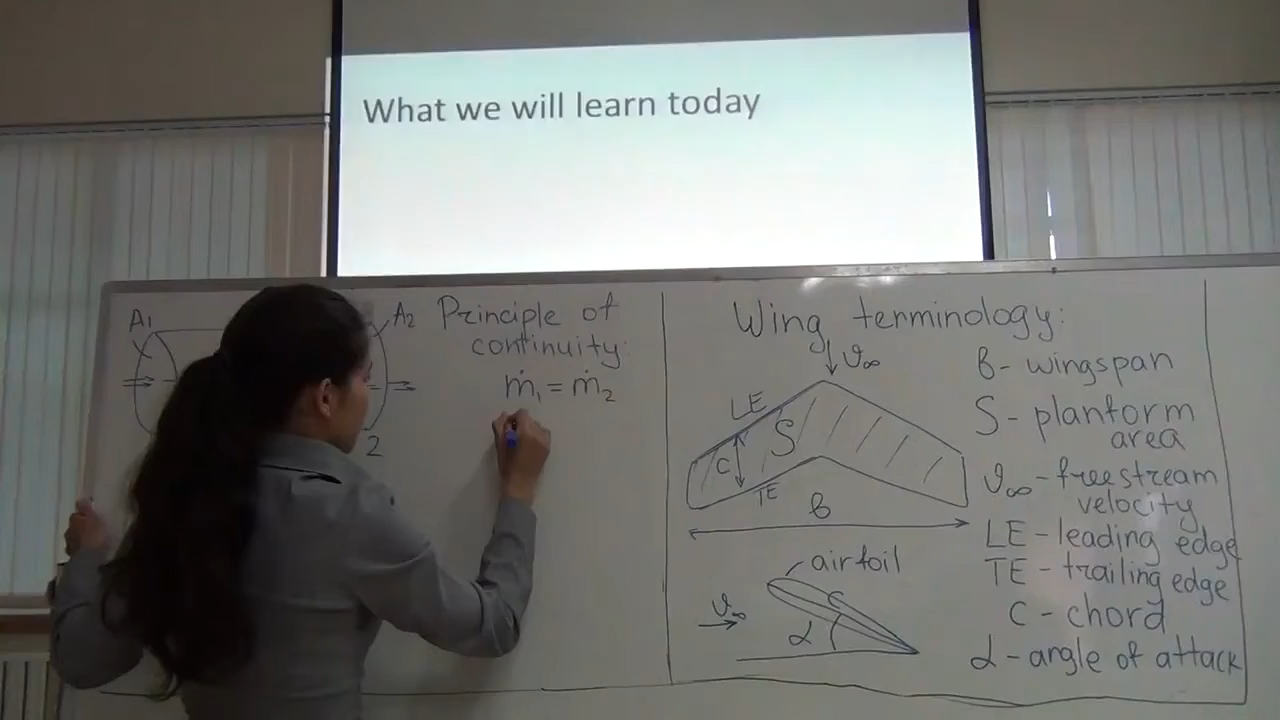 What we will learn today
A1
A2
2
Principle of
continuity:
ṁ₁ = ṁ₂
Wing terminology:
ϑ∞
LE
S
C
TE
b
airfoil
ϑ∞
c
α
b - wingspan
S - planform
area
ϑ∞ - freestream
velocity
LE - leading edge
TE - trailing edge
C - chord
α - angle of attack